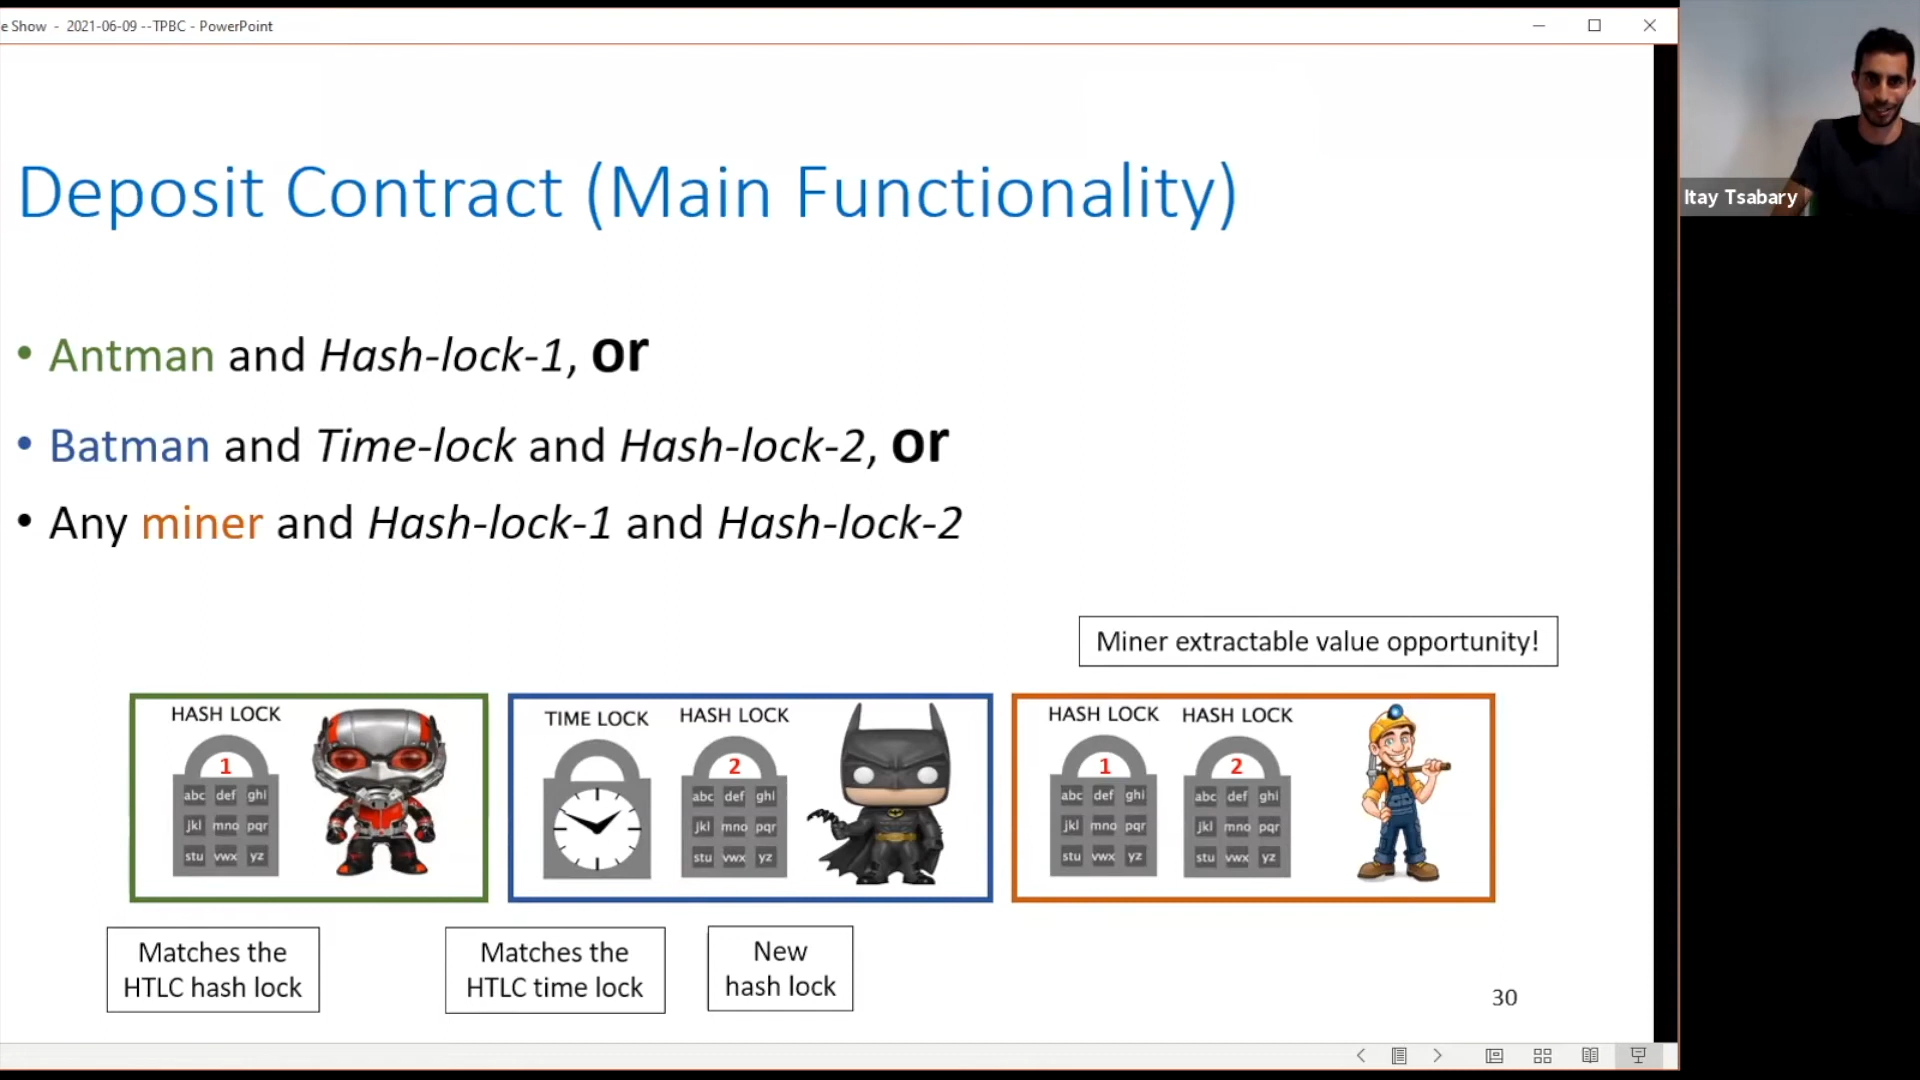 e Show - 2021-06-09 --TPBC - PowerPoint
Itay Tsabary
Deposit Contract (Main Functionality)
• Antman and Hash-lock-1, or
• Batman and Time-lock and Hash-lock-2, or
• Any miner and Hash-lock-1 and Hash-lock-2
Miner extractable value opportunity!
HASH LOCK
1
abc def ghi
jkl mno pqr
stu vwx yz
TIME LOCK
HASH LOCK
2
abc def ghi
jkl mno pqr
stu vwx yz
HASH LOCK
1
abc def ghi
jkl mno pqr
stu vwx yz
HASH LOCK
2
abc def ghi
jkl mno pqr
stu vwx yz
Matches the
HTLC hash lock
Matches the
HTLC time lock
New
hash lock
30